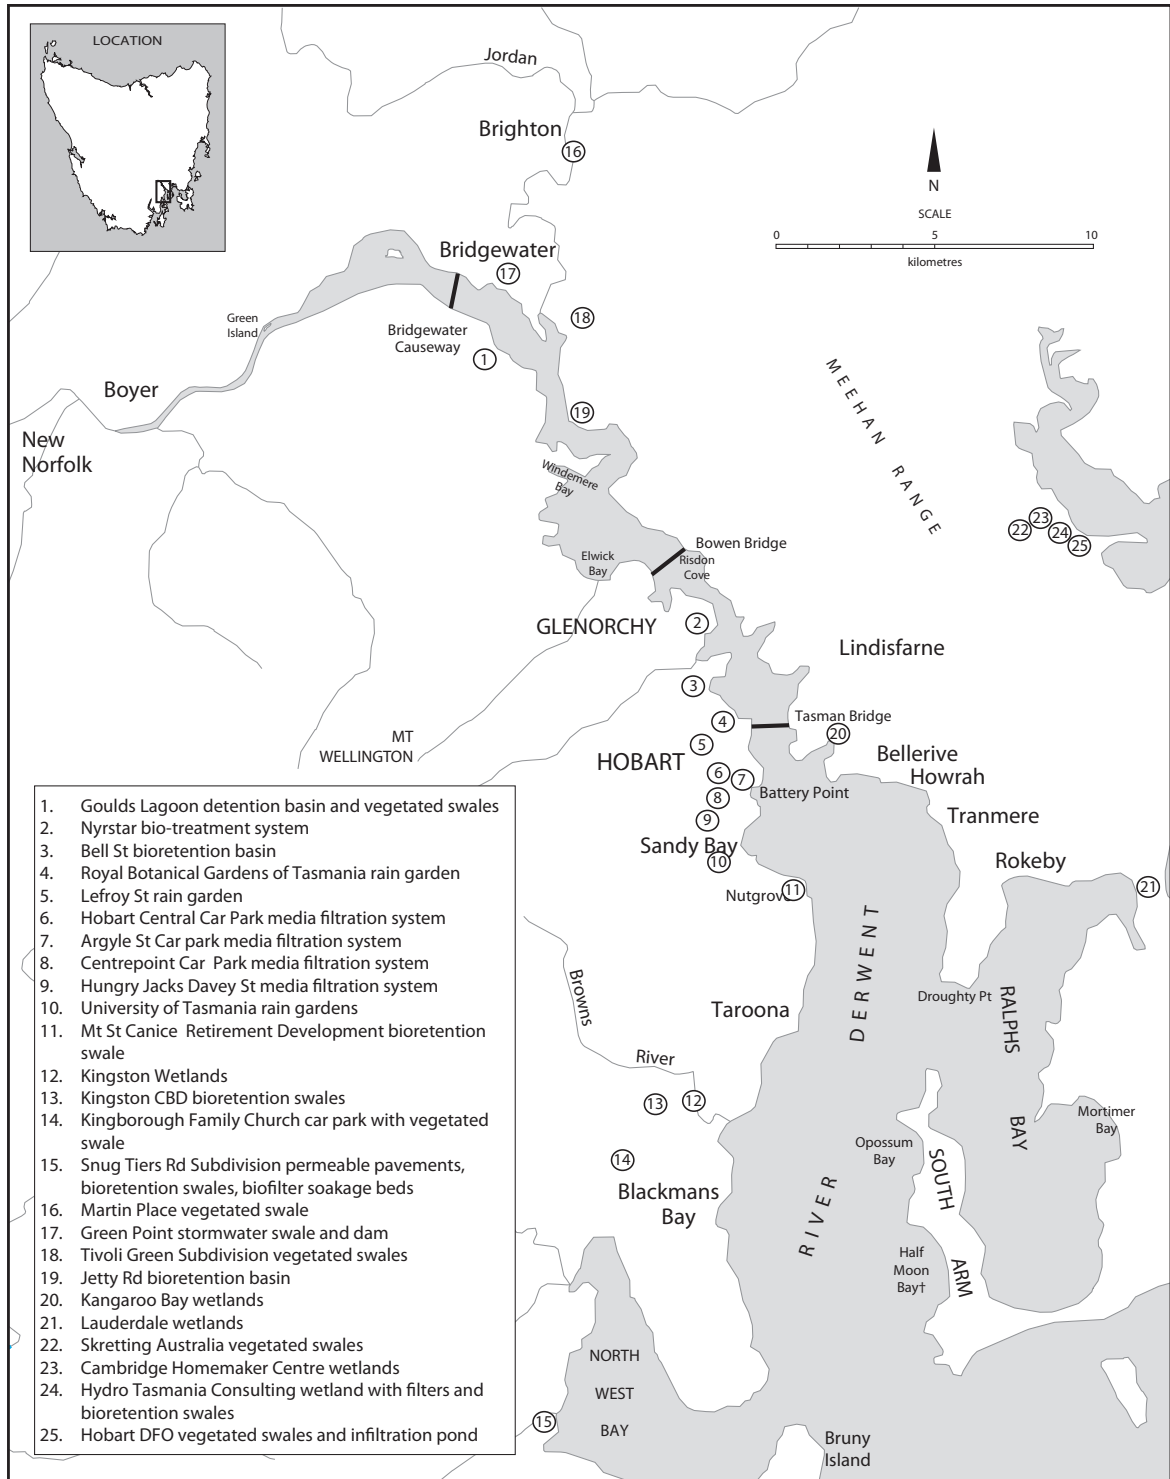 LOCATION
Jordan
Brighton
16
N
SCALE
0 5 10
kilometres
Bridgewater
17
Green
Island
18
Bridgewater
Causeway
1
Boyer
MEEHAN RANGE
19
New
Norfolk
Windemere
Bay
23
22
24
25
Bowen Bridge
Elwick
Bay
Risdon
Cove
2
GLENORCHY
Lindisfarne
3
Tasman Bridge
4
20
MT
WELLINGTON
5
HOBART
Bellerive
6
7
Howrah
Battery Point
8
9
Tranmere
Sandy Bay
10
Rokeby
Nutgrove
11
21
DERWENT
Browns
Droughty Pt
RALPHS
Taroona
River
13
12
BAY
Mortimer
Bay
Opossum
Bay
14
SOUTH
Blackmans
Bay
RIVER
Half
Moon
Bay†
ARM
NORTH
WEST
BAY
15
Bruny
Island
1. Goulds Lagoon detention basin and vegetated swales
2. Nyrstar bio-treatment system
3. Bell St bioretention basin
4. Royal Botanical Gardens of Tasmania rain garden
5. Lefroy St rain garden
6. Hobart Central Car Park media filtration system
7. Argyle St Car park media filtration system
8. Centrepoint Car Park media filtration system
9. Hungry Jacks Davey St media filtration system
10. University of Tasmania rain gardens
11. Mt St Canice Retirement Development bioretention
swale
12. Kingston Wetlands
13. Kingston CBD bioretention swales
14. Kingborough Family Church car park with vegetated
swale
15. Snug Tiers Rd Subdivision permeable pavements,
bioretention swales, biofilter soakage beds
16. Martin Place vegetated swale
17. Green Point stormwater swale and dam
18. Tivoli Green Subdivision vegetated swales
19. Jetty Rd bioretention basin
20. Kangaroo Bay wetlands
21. Lauderdale wetlands
22. Skretting Australia vegetated swales
23. Cambridge Homemaker Centre wetlands
24. Hydro Tasmania Consulting wetland with filters and
bioretention swales
25. Hobart DFO vegetated swales and infiltration pond